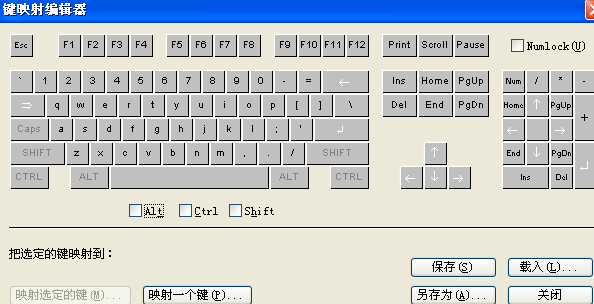 键映射编辑器
Esc F1 F2 F3 F4 F5 F6 F7 F8 F9 F10 F11 F12 Print Scroll Pause Numlock(U)
` 1 2 3 4 5 6 7 8 9 0 - = ← Ins Home PgUp Num / * -
⇒ q w e r t y u i o p [ ] \ Del End PgDn Home ↑ PgUp +
Caps a s d f g h j k l ; ' ↵ ← →
SHIFT z x c v b n m , . / SHIFT ↑ End ↓ PgDn ↵
CTRL ALT ALT CTRL ← ↓ → Ins Del
Alt Ctrl Shift
把选定的键映射到：
保存(S) 载入(L)...
映射选定的键(M)... 映射一个键(P)... 另存为(A)... 关闭